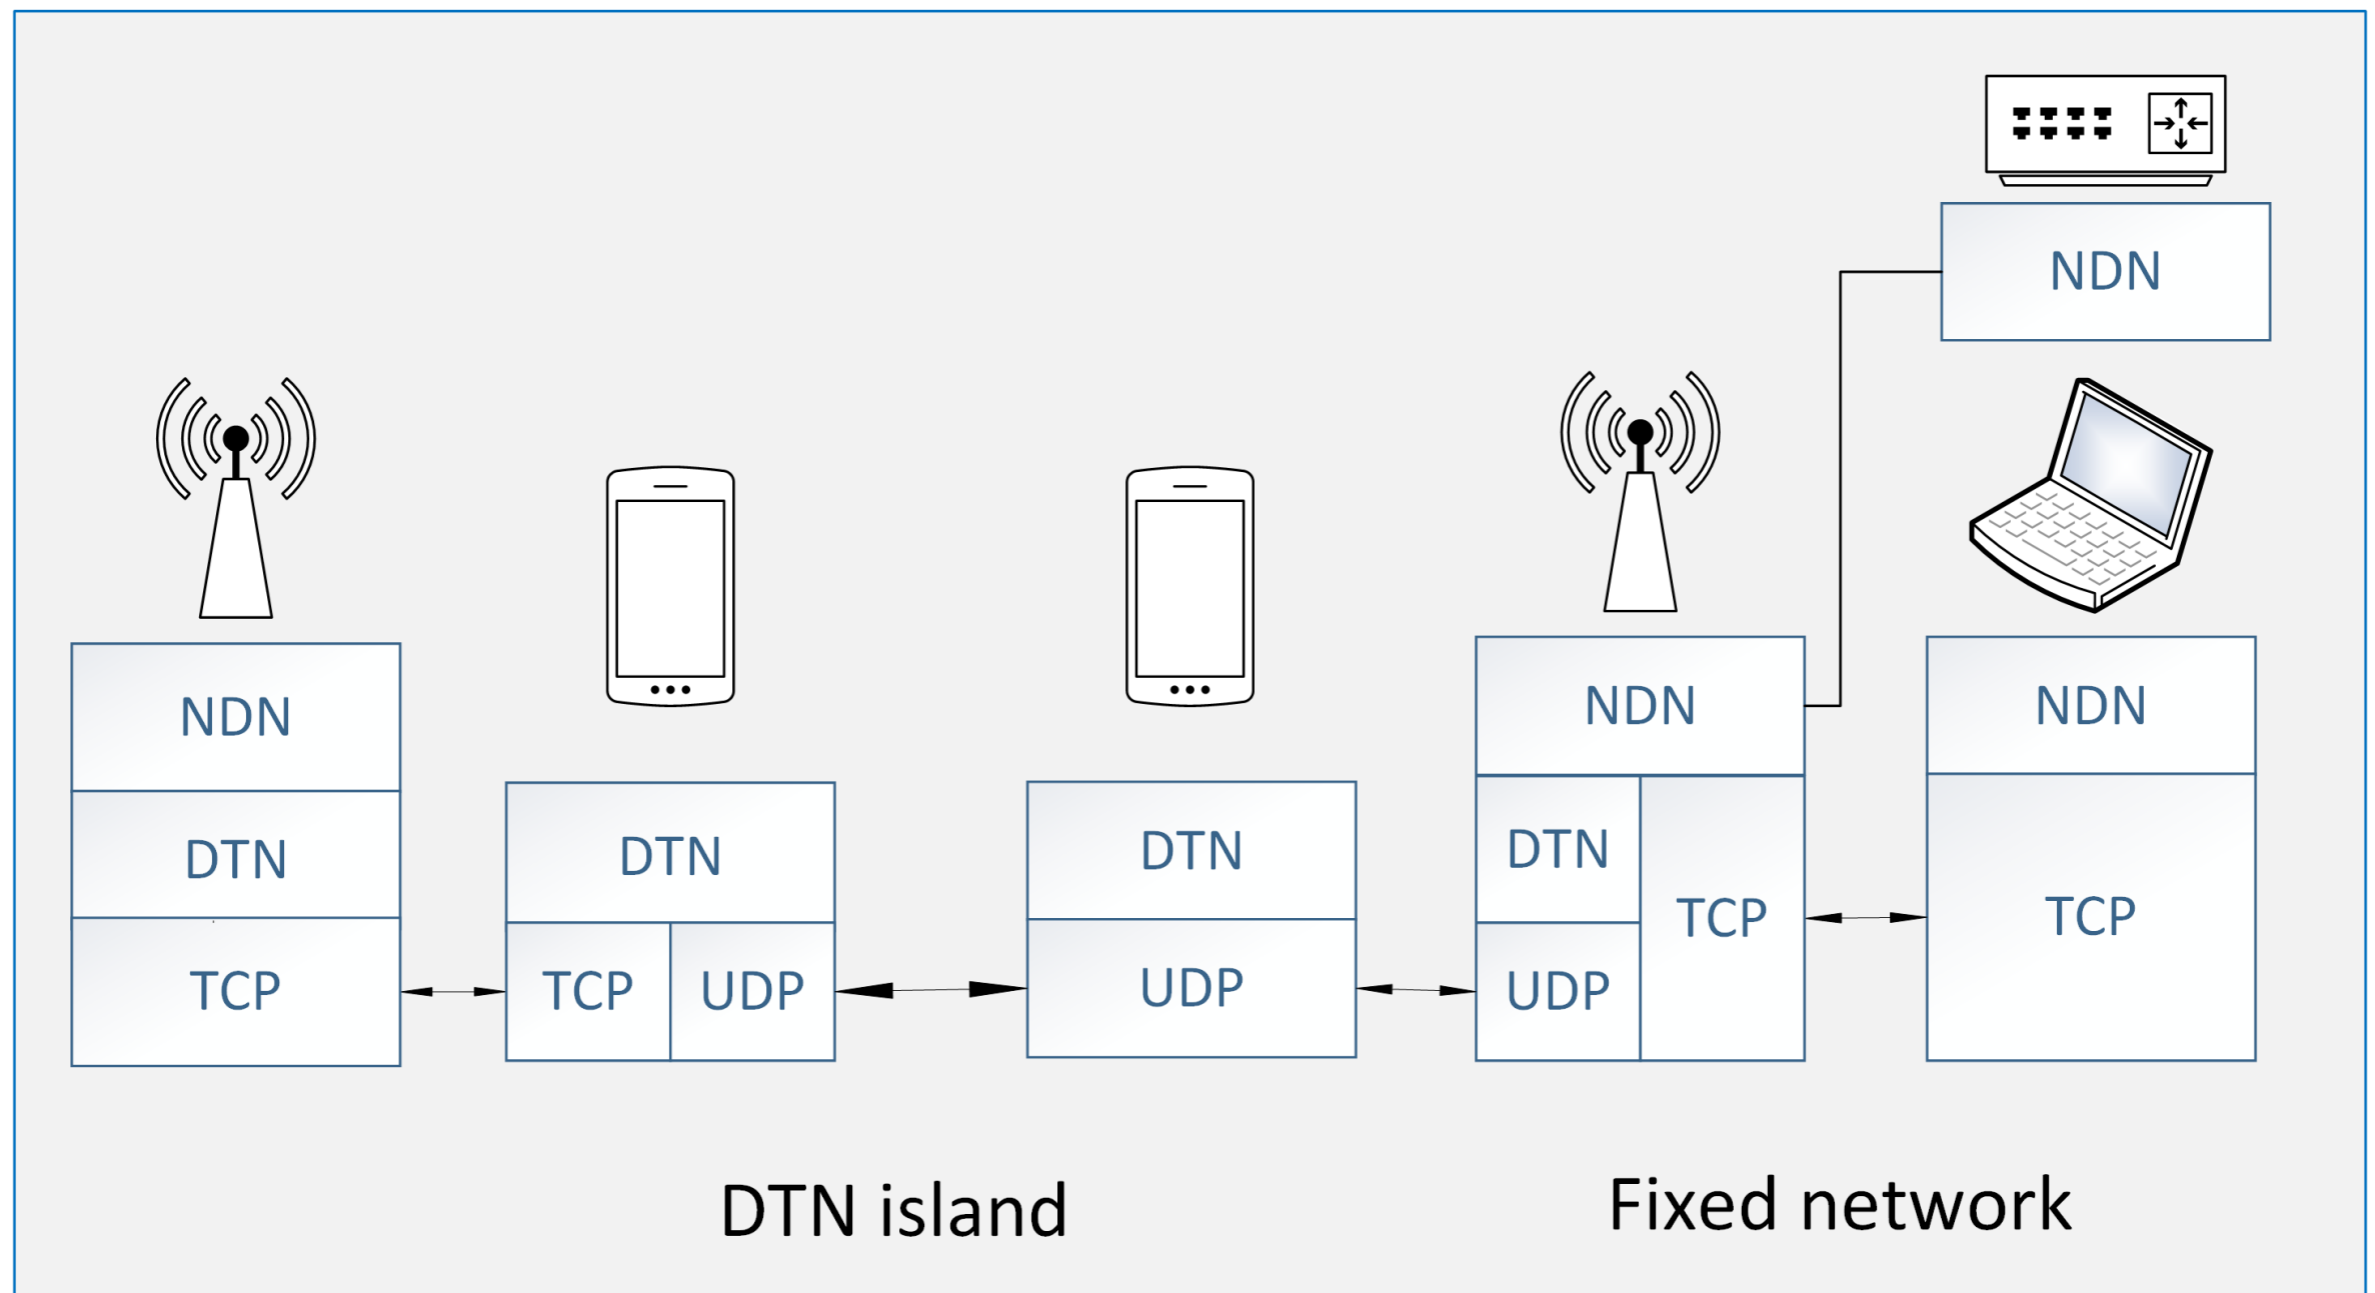 NDN
NDN
DTN
TCP
DTN
TCP
UDP
DTN
UDP
NDN
DTN
UDP
TCP
NDN
TCP
DTN island
Fixed network